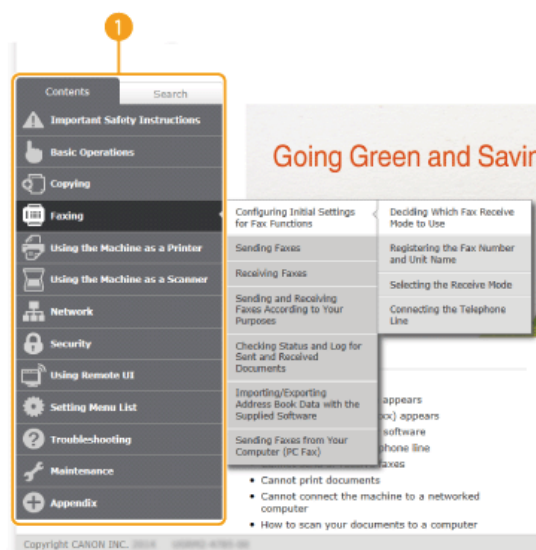 1
Contents
Search
Important Safety Instructions
Basic Operations
Copying
Faxing
Using the Machine as a Printer
Using the Machine as a Scanner
Network
Security
Using Remote UI
Setting Menu List
Troubleshooting
Maintenance
Appendix
Going Green and Savin
Configuring Initial Settings
for Fax Functions
Sending Faxes
Receiving Faxes
Sending and Receiving
Faxes According to Your
Purposes
Checking Status and Log for
Sent and Received
Documents
Importing/Exporting
Address Book Data with the
Supplied Software
Sending Faxes from Your
Computer (PC Fax)
Deciding Which Fax Receive
Mode to Use
Registering the Fax Number
and Unit Name
Selecting the Receive Mode
Connecting the Telephone
Line
appears
xx) appears
software
phone line
faxes
• Cannot print documents
• Cannot connect the machine to a networked
computer
• How to scan your documents to a computer
Copyright CANON INC.